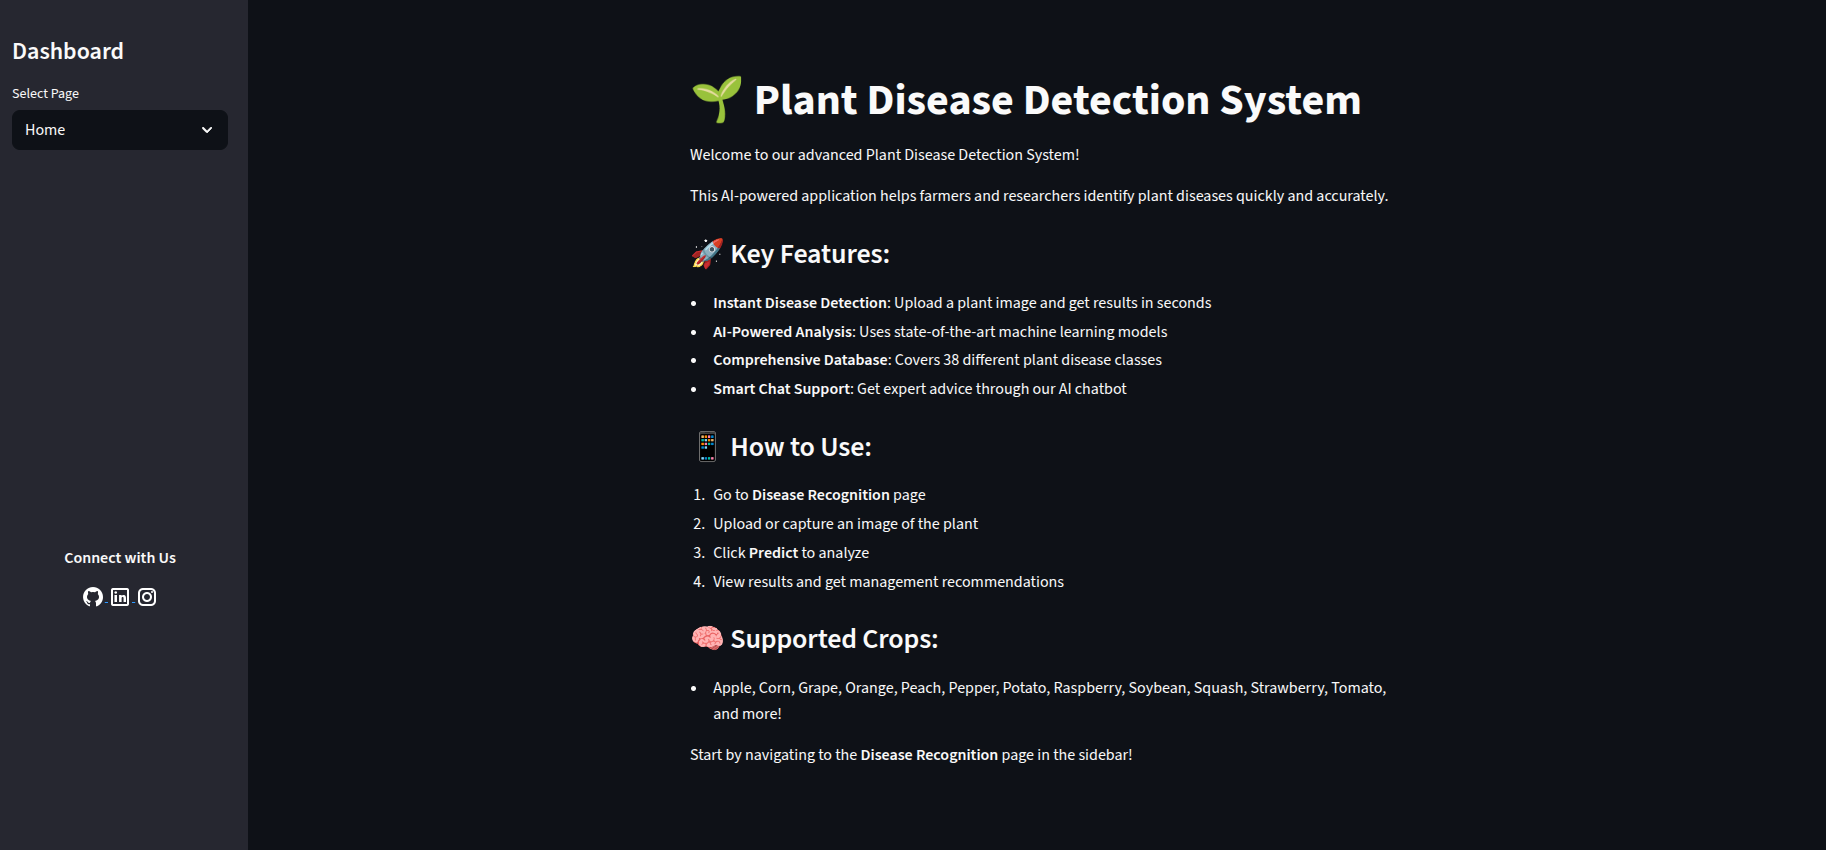 Dashboard
Select Page
Home
Connect with Us
🌱 Plant Disease Detection System
Welcome to our advanced Plant Disease Detection System!
This AI-powered application helps farmers and researchers identify plant diseases quickly and accurately.
🚀 Key Features:
• Instant Disease Detection: Upload a plant image and get results in seconds
• AI-Powered Analysis: Uses state-of-the-art machine learning models
• Comprehensive Database: Covers 38 different plant disease classes
• Smart Chat Support: Get expert advice through our AI chatbot
📱 How to Use:
1. Go to Disease Recognition page
2. Upload or capture an image of the plant
3. Click Predict to analyze
4. View results and get management recommendations
🧠 Supported Crops:
• Apple, Corn, Grape, Orange, Peach, Pepper, Potato, Raspberry, Soybean, Squash, Strawberry, Tomato,
and more!
Start by navigating to the Disease Recognition page in the sidebar!